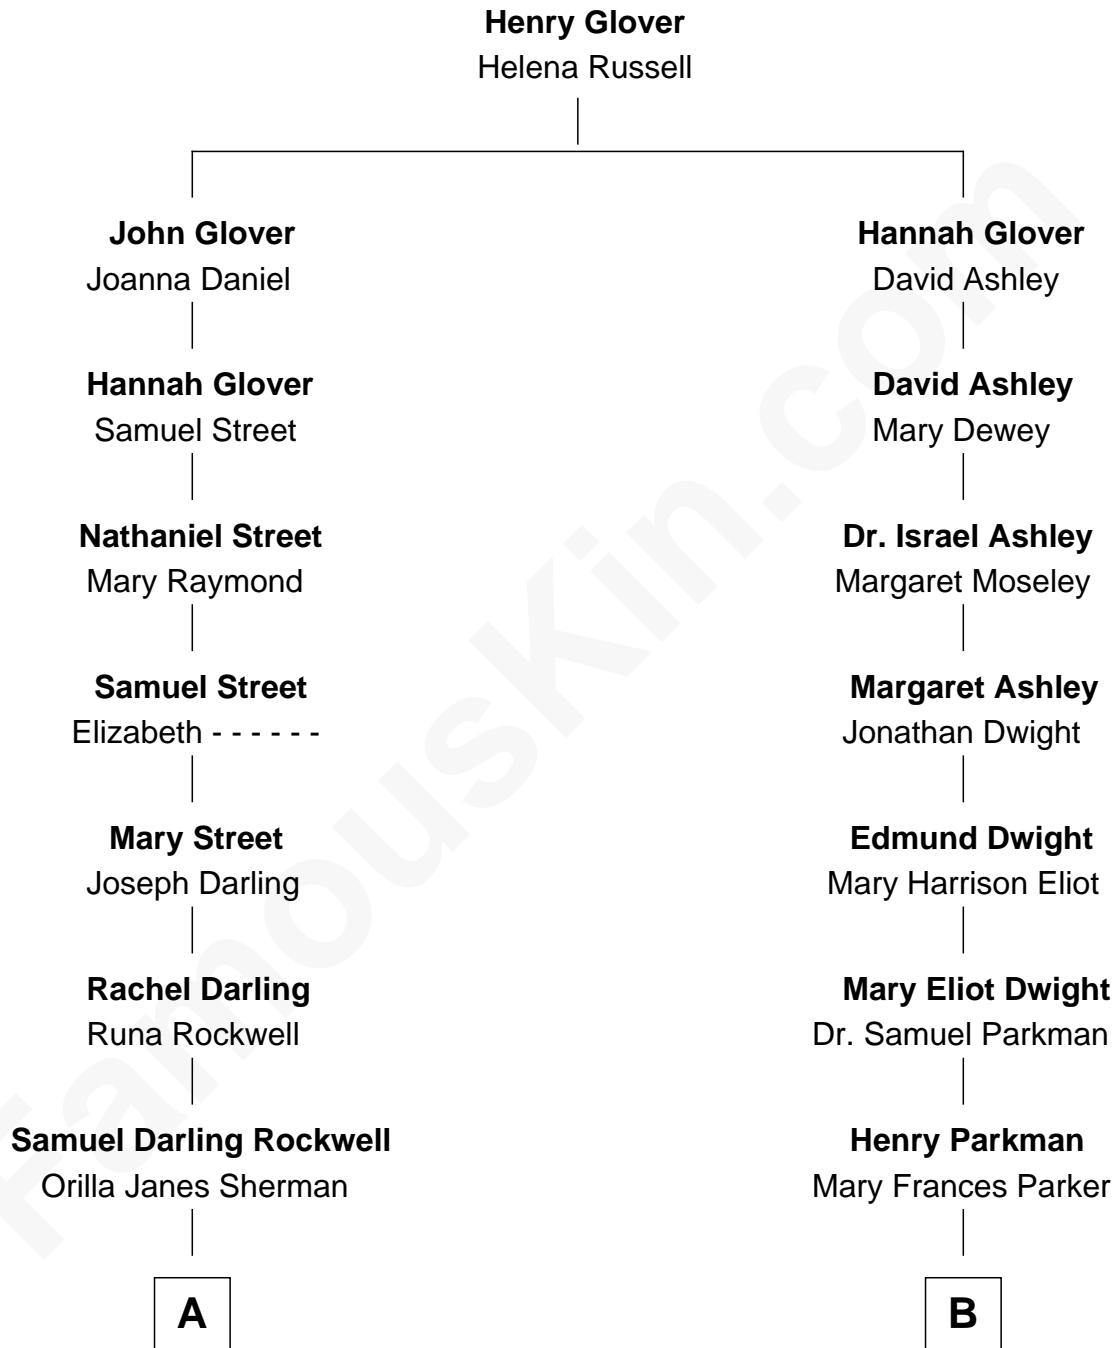 Henry Glover
Helena Russell
John Glover
Joanna Daniel
Hannah Glover
David Ashley
Hannah Glover
Samuel Street
David Ashley
Mary Dewey
Nathaniel Street
Mary Raymond
Dr. Israel Ashley
Margaret Moseley
Samuel Street
Elizabeth - - - - - -
Margaret Ashley
Jonathan Dwight
Mary Street
Joseph Darling
Edmund Dwight
Mary Harrison Eliot
Rachel Darling
Runa Rockwell
Mary Eliot Dwight
Dr. Samuel Parkman
Samuel Darling Rockwell
Orilla Janes Sherman
Henry Parkman
Mary Frances Parker
A
B
FamousKin.com